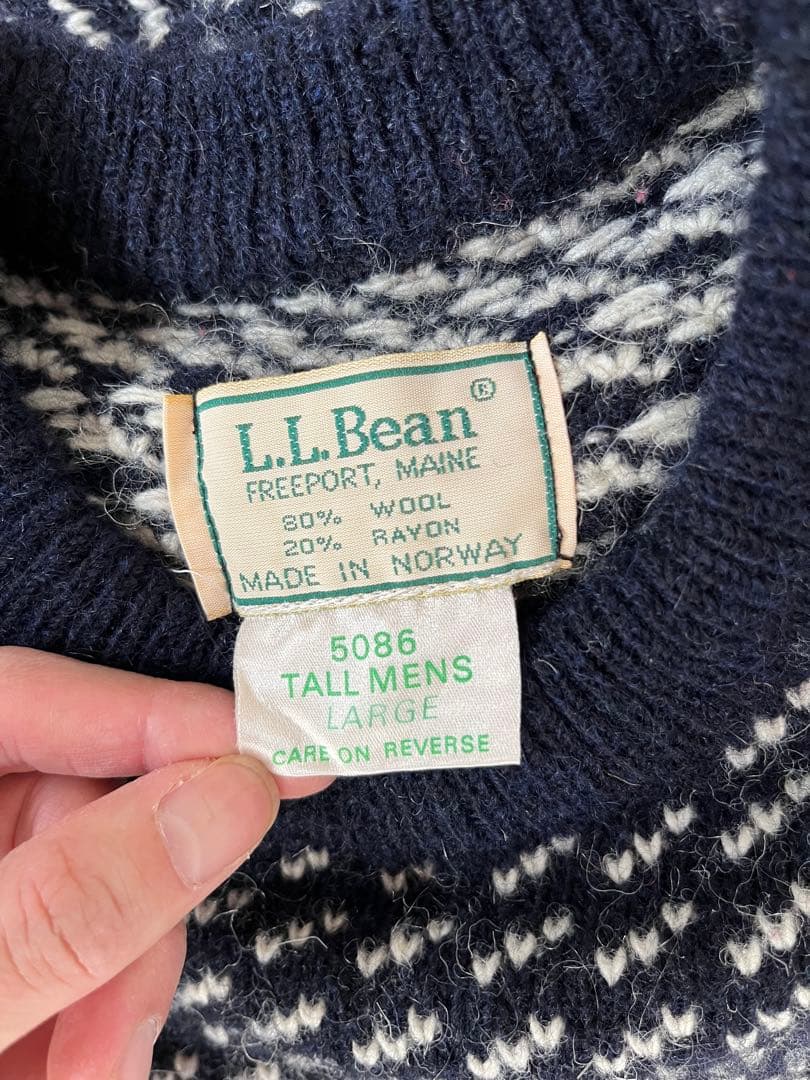 L.L.Bean®
FREEPORT, MAINE
80% WOOL
20% RAYON
MADE IN NORWAY
5086
TALL MENS
LARGE
CARE ON REVERSE